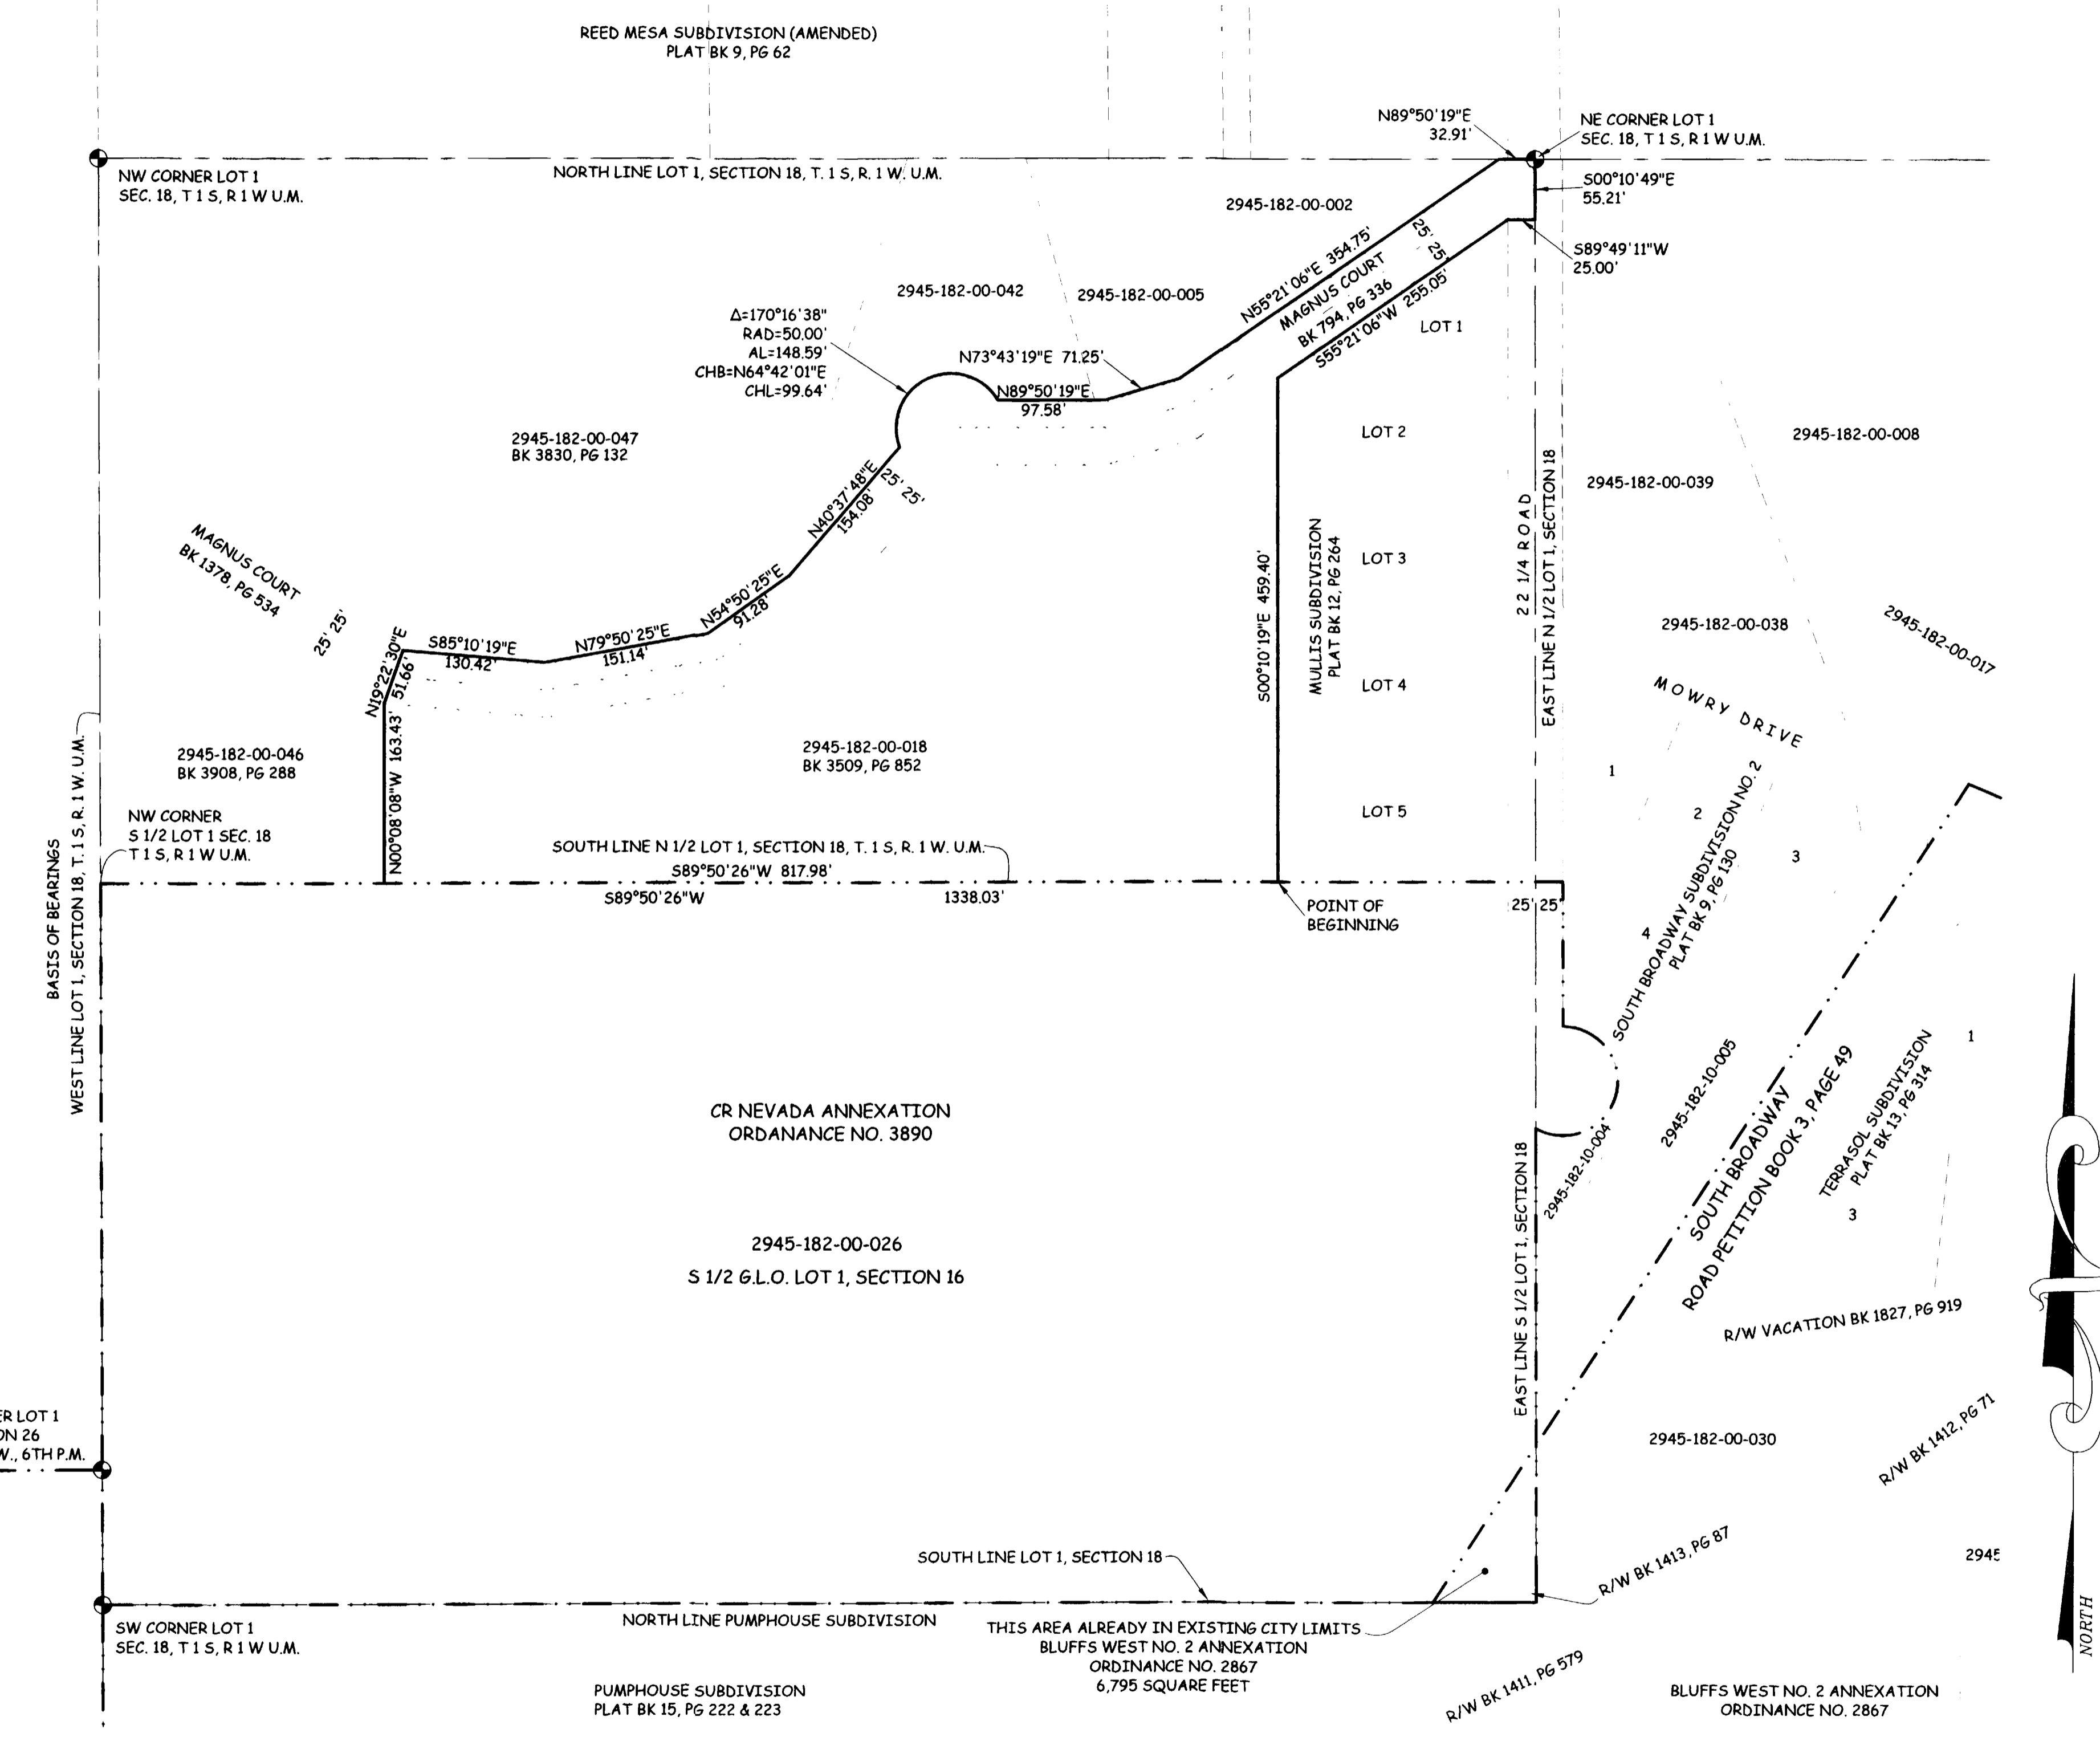 REED MESA SUBDIVISION (AMENDED)
PLAT BK 9, PG 62
N89°50'19"E
32.91'
NE CORNER LOT 1
SEC. 18, T 1 S, R 1 W U.M.
NW CORNER LOT 1
SEC. 18, T 1 S, R 1 W U.M.
NORTH LINE LOT 1, SECTION 18, T. 1 S, R. 1 W. U.M.
S00°10'49"E
55.21'
2945-182-00-002
S89°49'11"W
25.00'
25' 25'
N55°21'06"E 354.75'
MAGNUS COURT
BK 794, PG 336
S55°21'06"W 255.05'
2945-182-00-042
2945-182-00-005
LOT 1
Δ=170°16'38"
RAD=50.00'
AL=148.59'
CHB=N64°42'01"E
CHL=99.64'
N73°43'19"E 71.25'
N89°50'19"E
97.58'
2945-182-00-047
BK 3830, PG 132
LOT 2
2945-182-00-008
2945-182-00-039
N40°37'48"E
154.08'
25' 25'
MAGNUS COURT
BK 1378, PG 534
25' 25'
LOT 3
MULLIS SUBDIVISION
PLAT BK 12, PG 264
S00°10'19"E 459.40'
22 1/4 ROAD
EAST LINE N 1/2 LOT 1, SECTION 18
N54°50'25"E
91.28'
N79°50'25"E
151.14'
S85°10'19"E
130.42'
N19°22'30"E
51.66'
N00°08'08"W 163.43'
2945-182-00-038
2945-182-00-017
MOWRY DRIVE
LOT 4
2945-182-00-046
BK 3908, PG 288
2945-182-00-018
BK 3509, PG 852
1
2
3
4
LOT 5
NW CORNER
S 1/2 LOT 1 SEC. 18
T 1 S, R 1 W U.M.
SOUTH LINE N 1/2 LOT 1, SECTION 18, T. 1 S, R. 1 W. U.M.
S89°50'26"W 817.98'
S89°50'26"W
1338.03'
POINT OF
BEGINNING
25' 25'
BASIS OF BEARINGS
WEST LINE LOT 1, SECTION 18, T. 1 S, R. 1 W. U.M.
SOUTH BROADWAY SUBDIVISION NO. 2
PLAT BK 9, PG 130
2945-182-10-005
2945-182-10-004
SOUTH BROADWAY
ROAD PETITION BOOK 3, PAGE 49
TERRASOL SUBDIVISION
PLAT BK 13, PG 314
1
3
CR NEVADA ANNEXATION
ORDANANCE NO. 3890
2945-182-00-026
S 1/2 G.L.O. LOT 1, SECTION 16
EAST LINE S 1/2 LOT 1, SECTION 18
R/W VACATION BK 1827, PG 919
ER LOT 1
ON 26
W., 6TH P.M.
2945-182-00-030
R/W BK 1412, PG 71
SOUTH LINE LOT 1, SECTION 18
R/W BK 1413, PG 87
2945
SW CORNER LOT 1
SEC. 18, T 1 S, R 1 W U.M.
NORTH LINE PUMPHOUSE SUBDIVISION
THIS AREA ALREADY IN EXISTING CITY LIMITS
BLUFFS WEST NO. 2 ANNEXATION
ORDINANCE NO. 2867
6,795 SQUARE FEET
PUMPHOUSE SUBDIVISION
PLAT BK 15, PG 222 & 223
R/W BK 1411, PG 579
BLUFFS WEST NO. 2 ANNEXATION
ORDINANCE NO. 2867
NORTH